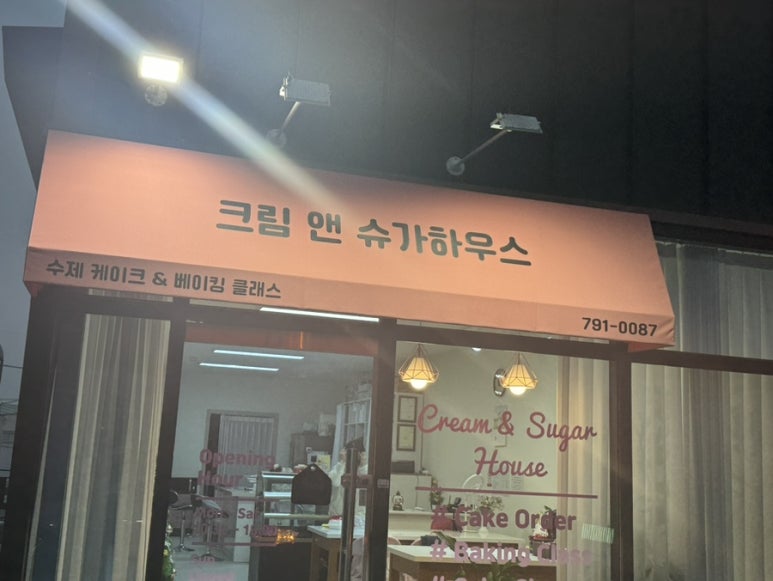 크림 앤 슈가하우스
수제 케이크 & 베이킹 클래스
791-0087
Opening
Hour
Cream & Sugar
House
# Cake Order
# Baking Class